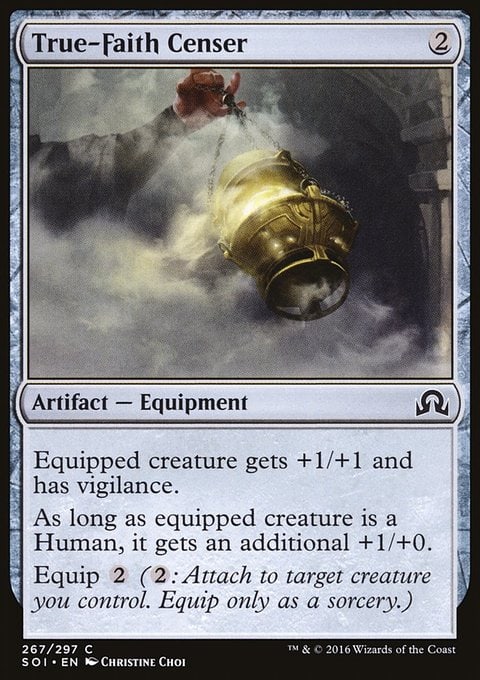 True-Faith Censer 2
Artifact — Equipment
Equipped creature gets +1/+1 and
has vigilance.
As long as equipped creature is a
Human, it gets an additional +1/+0.
Equip 2 (2: Attach to target creature
you control. Equip only as a sorcery.)
267/297 C
SOI • EN Christine Choi
™ & © 2016 Wizards of the Coast